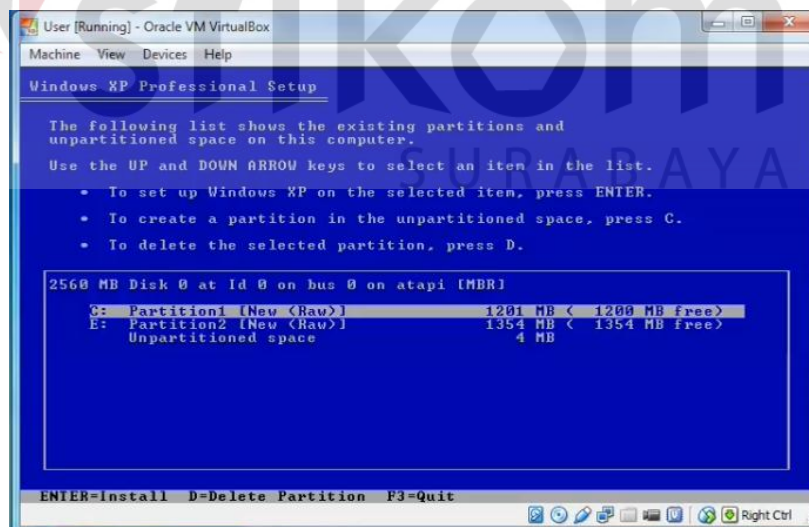 stikom
SURABAYA
User [Running] - Oracle VM VirtualBox
Machine View Devices Help
Windows XP Professional Setup
The following list shows the existing partitions and
unpartitioned space on this computer.
Use the UP and DOWN ARROW keys to select an item in the list.
• To set up Windows XP on the selected item, press ENTER.
• To create a partition in the unpartitioned space, press C.
• To delete the selected partition, press D.
2560 MB Disk 0 at Id 0 on bus 0 on atapi [MBR]
C: Partition1 [New (Raw)] 1201 MB ( 1200 MB free)
E: Partition2 [New (Raw)] 1354 MB ( 1354 MB free)
Unpartitioned space 4 MB
ENTER=Install D=Delete Partition F3=Quit
Right Ctrl